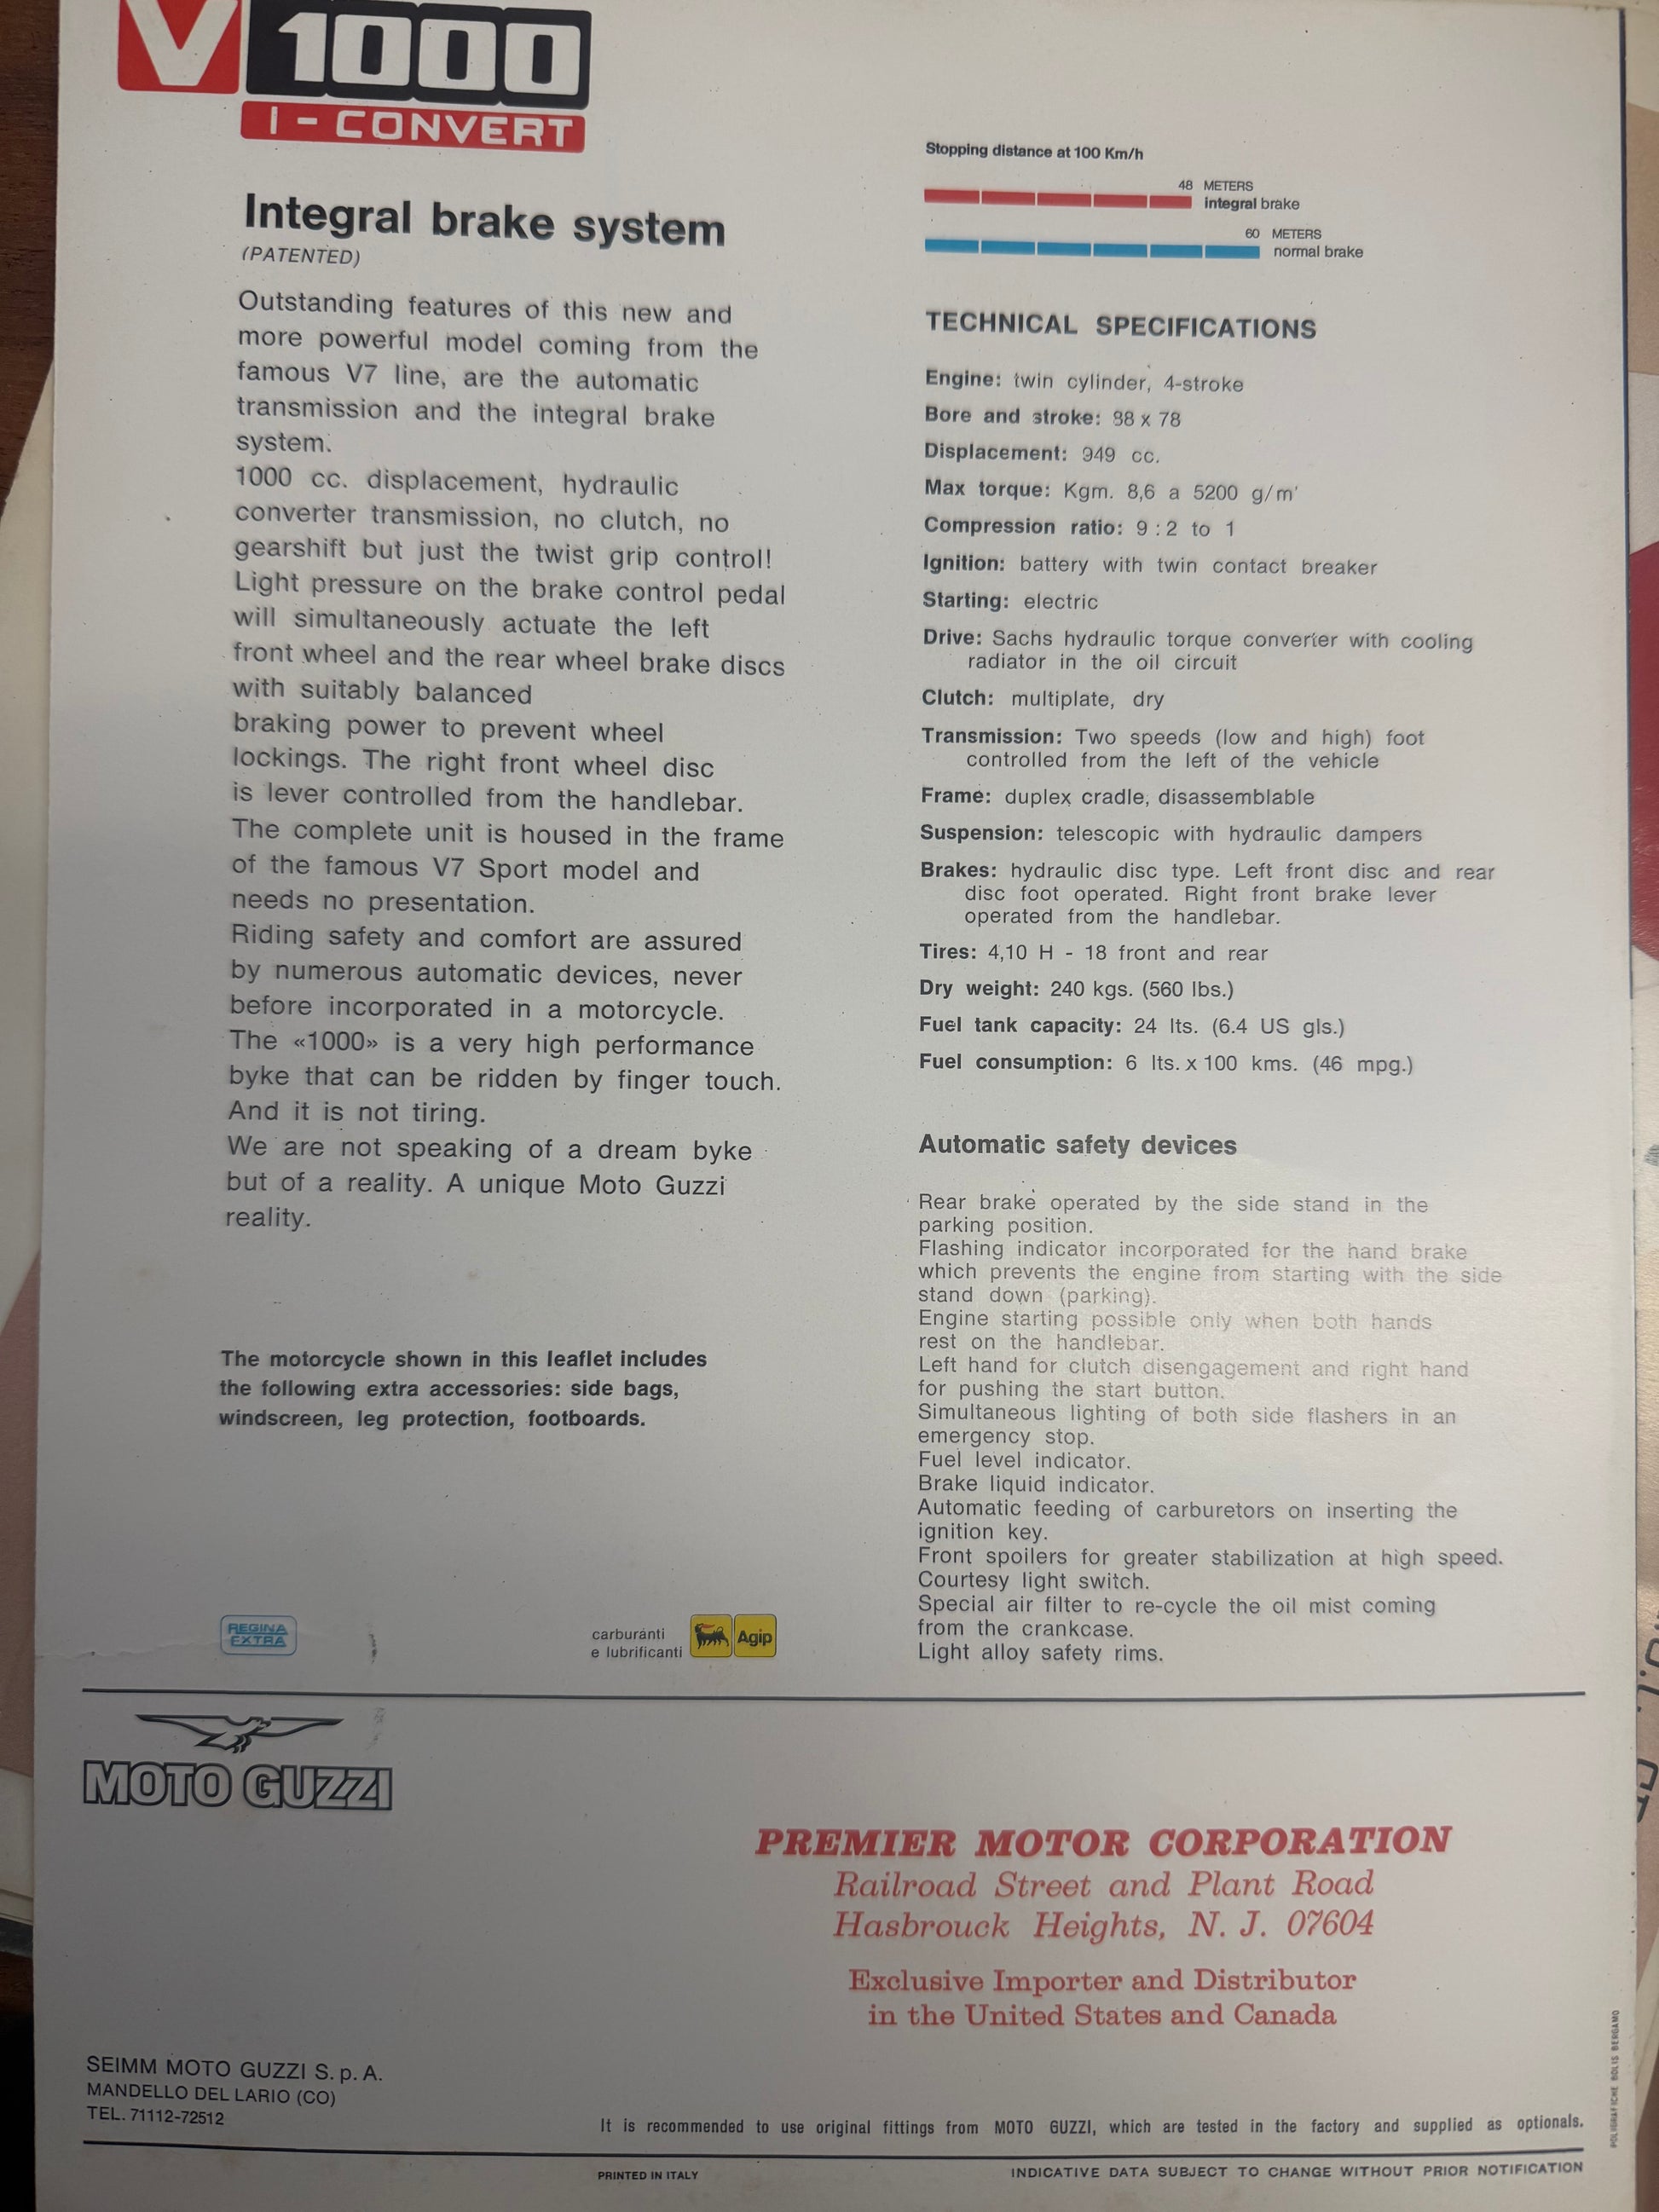 V 1000
I - CONVERT
Integral brake system
(PATENTED)
Outstanding features of this new and
more powerful model coming from the
famous V7 line, are the automatic
transmission and the integral brake
system.
1000 cc. displacement, hydraulic
converter transmission, no clutch, no
gearshift but just the twist grip control!
Light pressure on the brake control pedal
will simultaneously actuate the left
front wheel and the rear wheel brake discs
with suitably balanced
braking power to prevent wheel
lockings. The right front wheel disc
is lever controlled from the handlebar.
The complete unit is housed in the frame
of the famous V7 Sport model and
needs no presentation.
Riding safety and comfort are assured
by numerous automatic devices, never
before incorporated in a motorcycle.
The «1000» is a very high performance
byke that can be ridden by finger touch.
And it is not tiring.
We are not speaking of a dream byke
but of a reality. A unique Moto Guzzi
reality.
The motorcycle shown in this leaflet includes
the following extra accessories: side bags,
windscreen, leg protection, footboards.
REGINA
EXTRA
carburanti
e lubrificanti
Agip
Stopping distance at 100 Km/h
48 METERS
integral brake
60 METERS
normal brake
TECHNICAL SPECIFICATIONS
Engine: twin cylinder, 4-stroke
Bore and stroke: 88 x 78
Displacement: 949 cc.
Max torque: Kgm. 8,6 a 5200 g/m'
Compression ratio: 9 : 2 to 1
Ignition: battery with twin contact breaker
Starting: electric
Drive: Sachs hydraulic torque converter with cooling
radiator in the oil circuit
Clutch: multiplate, dry
Transmission: Two speeds (low and high) foot
controlled from the left of the vehicle
Frame: duplex cradle, disassemblable
Suspension: telescopic with hydraulic dampers
Brakes: hydraulic disc type. Left front disc and rear
disc foot operated. Right front brake lever
operated from the handlebar.
Tires: 4,10 H - 18 front and rear
Dry weight: 240 kgs. (560 lbs.)
Fuel tank capacity: 24 lts. (6.4 US gls.)
Fuel consumption: 6 lts. x 100 kms. (46 mpg.)
Automatic safety devices
Rear brake operated by the side stand in the
parking position.
Flashing indicator incorporated for the hand brake
which prevents the engine from starting with the side
stand down (parking).
Engine starting possible only when both hands
rest on the handlebar.
Left hand for clutch disengagement and right hand
for pushing the start button.
Simultaneous lighting of both side flashers in an
emergency stop.
Fuel level indicator.
Brake liquid indicator.
Automatic feeding of carburetors on inserting the
ignition key.
Front spoilers for greater stabilization at high speed.
Courtesy light switch.
Special air filter to re-cycle the oil mist coming
from the crankcase.
Light alloy safety rims.
MOTO GUZZI
PREMIER MOTOR CORPORATION
Railroad Street and Plant Road
Hasbrouck Heights, N. J. 07604
Exclusive Importer and Distributor
in the United States and Canada
SEIMM MOTO GUZZI S. p. A.
MANDELLO DEL LARIO (CO)
TEL. 71112-72512
It is recommended to use original fittings from MOTO GUZZI, which are tested in the factory and supplied as optionals.
PRINTED IN ITALY
INDICATIVE DATA SUBJECT TO CHANGE WITHOUT PRIOR NOTIFICATION
POLIGRAFICHE BOLIS BERGAMO